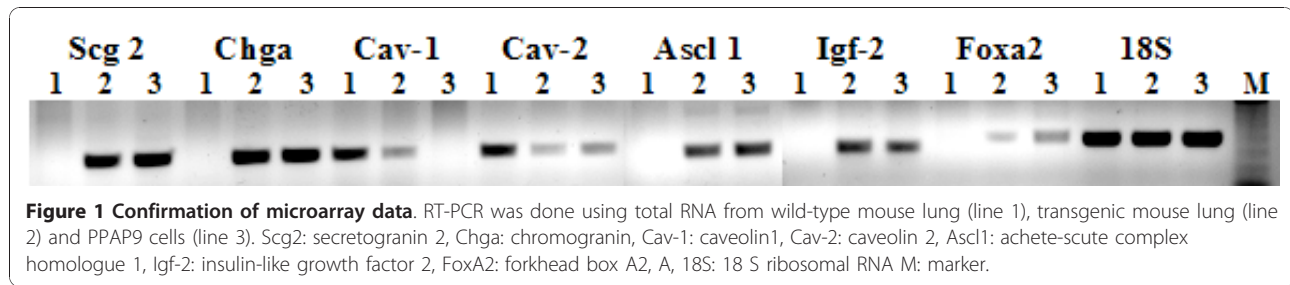 Scg 2 Chga Cav-1 Cav-2 Ascl 1 Igf-2 Foxa2 18S
1 2 3 1 2 3 1 2 3 1 2 3 1 2 3 1 2 3 1 2 3 1 2 3 M
Figure 1 Confirmation of microarray data. RT-PCR was done using total RNA from wild-type mouse lung (line 1), transgenic mouse lung (line
2) and PPAP9 cells (line 3). Scg2: secretogranin 2, Chga: chromogranin, Cav-1: caveolin1, Cav-2: caveolin 2, Ascl1: achete-scute complex
homologue 1, Igf-2: insulin-like growth factor 2, FoxA2: forkhead box A2, A, 18S: 18 S ribosomal RNA M: marker.